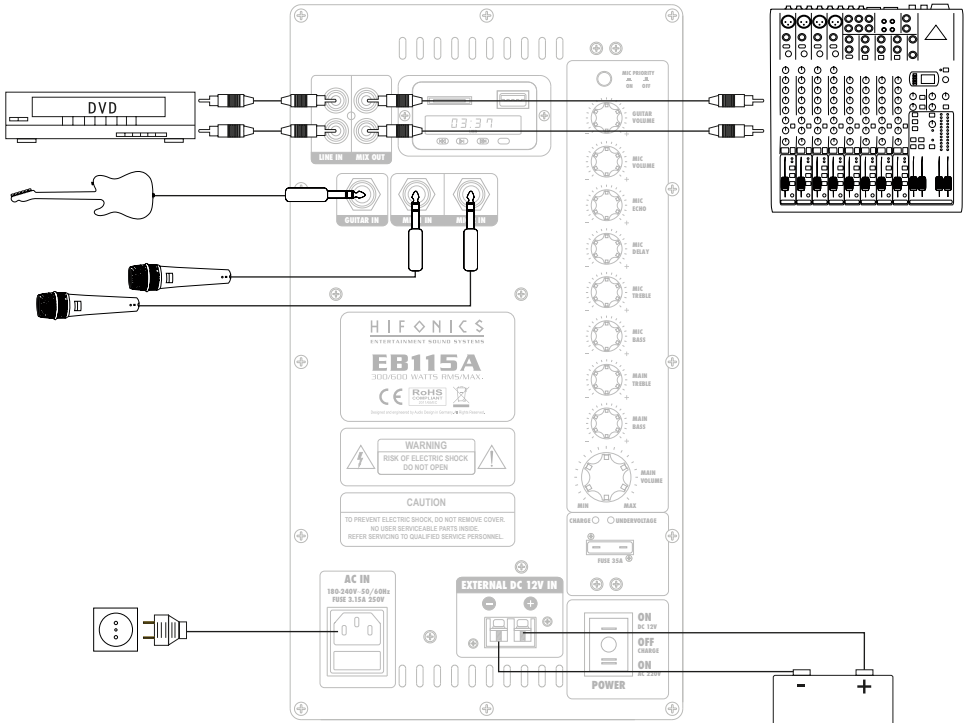 DVD
LINE IN
MIX OUT
03:37
GUITAR IN
IN
IN
MIC PRIORITY
ON OFF
GUITAR
VOLUME
MIC
VOLUME
MIC
ECHO
MIC
DELAY
MIC
TREBLE
MIC
BASS
MAIN
TREBLE
MAIN
BASS
MAIN
VOLUME
MIN MAX
CHARGE
UNDERVOLTAGE
FUSE 35A
HIFONICS
ENTERTAINMENT SOUND SYSTEMS
EB115A
300/600 WATTS RMS/MAX.
CE
RoHS
COMPLIANT
WARNING
RISK OF ELECTRIC SHOCK
DO NOT OPEN
CAUTION
TO PREVENT ELECTRIC SHOCK, DO NOT REMOVE COVER.
NO USER SERVICEABLE PARTS INSIDE.
REFER SERVICING TO QUALIFIED SERVICE PERSONNEL.
AC IN
180-240V~50/60Hz
FUSE 3.15A 250V
EXTERNAL DC 12V IN
- +
ON
DC 12V
OFF
CHARGE
ON
AC 230V
POWER
- +